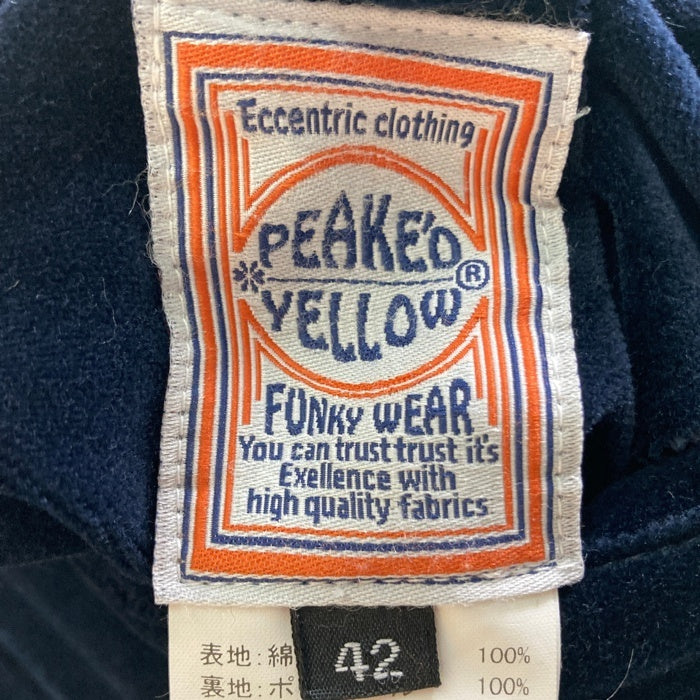 Eccentric clothing
PEAKE'D
YELLOW®
FUNKY WEAR
You can trust trust it's
Exellence with
high quality fabrics
42
表地:綿 100%
裏地:ポ 100%